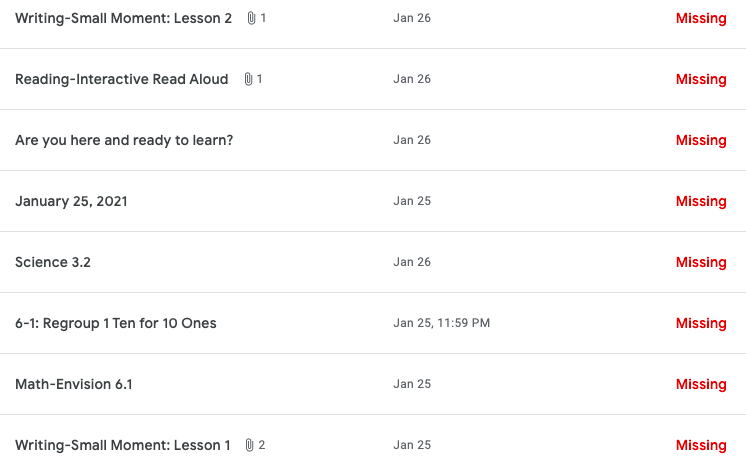 Writing-Small Moment: Lesson 2 1 Jan 26 Missing
Reading-Interactive Read Aloud 1 Jan 26 Missing
Are you here and ready to learn? Jan 26 Missing
January 25, 2021 Jan 25 Missing
Science 3.2 Jan 26 Missing
6-1: Regroup 1 Ten for 10 Ones Jan 25, 11:59 PM Missing
Math-Envision 6.1 Jan 25 Missing
Writing-Small Moment: Lesson 1 2 Jan 25 Missing